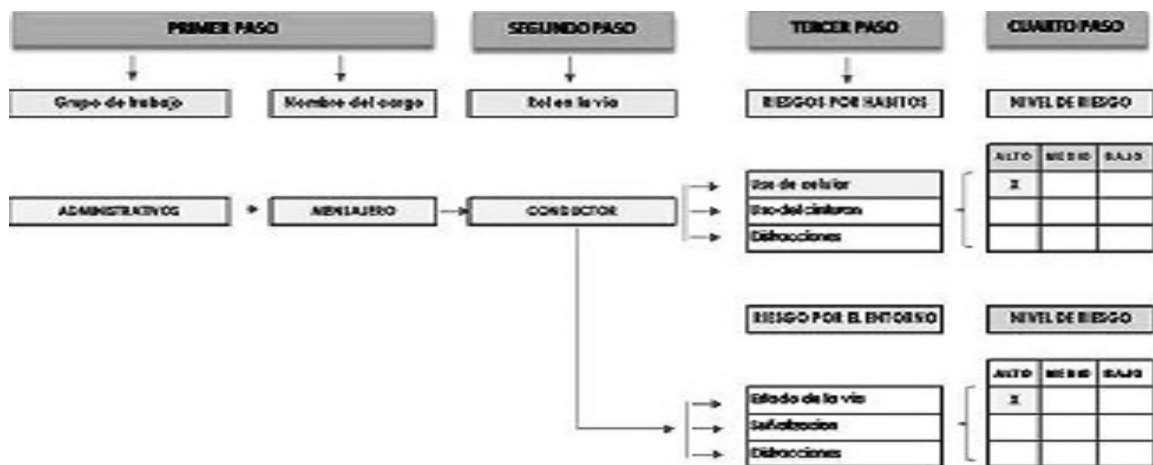 PRIMER PASO SEGUNDO PASO TERCER PASO CUARTO PASO
Grupo de trabajo Nombre del cargo Rol en la via RIESGOS POR HABITOS NIVEL DE RIESGO
ALTO MEDIO BAJO
ADMINISTRATIVOS MENSAJERO CONDUCTOR Uso de celular X
Uso del cinturon
Distracciones
RIESGO POR EL ENTORNO NIVEL DE RIESGO
ALTO MEDIO BAJO
Estado de la via X
Señalizacion
Distracciones